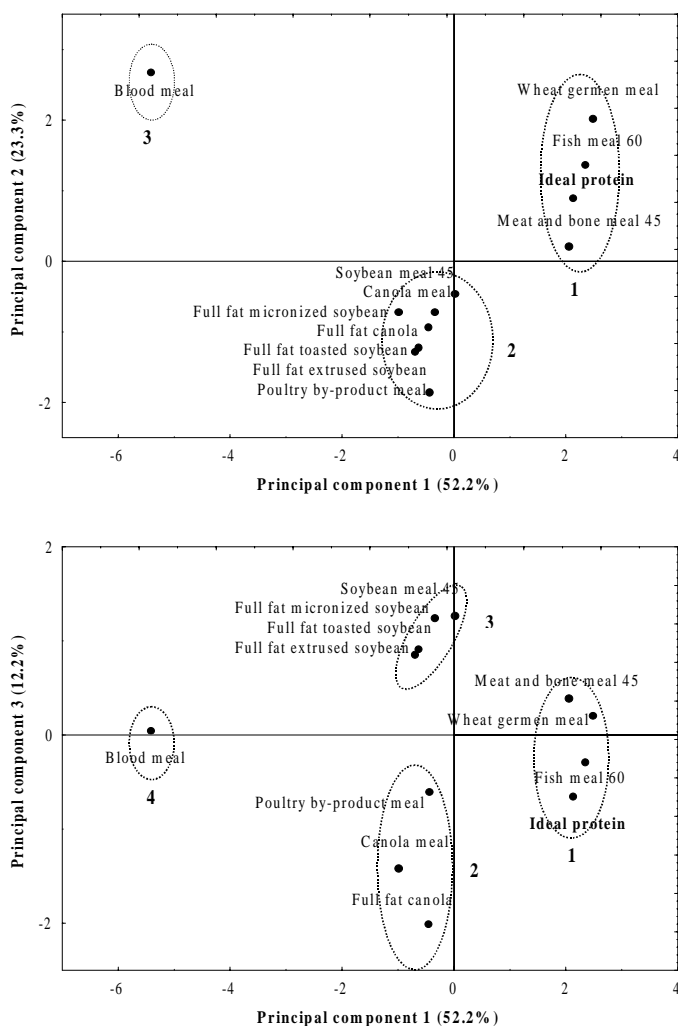 2
0
-2
Principal component 2 (23.3%)
Blood meal
3
Wheat germen meal
Fish meal 60
Ideal protein
Meat and bone meal 45
1
Soybean meal 45
Canola meal
Full fat micronized soybean
Full fat canola
Full fat toasted soybean
2
Full fat extrused soybean
Poultry by-product meal
-6
-4
-2
0
2
4
Principal component 1 (52.2%)
2
0
-2
Principal component 3 (12.2%)
Soybean meal 45
Full fat micronized soybean
3
Full fat toasted soybean
Full fat extrused soybean
Meat and bone meal 45
Wheat germen meal
Blood meal
4
Fish meal 60
Poultry by-product meal
Ideal protein
Canola meal
1
2
Full fat canola
-6
-4
-2
0
2
4
Principal component 1 (52.2%)